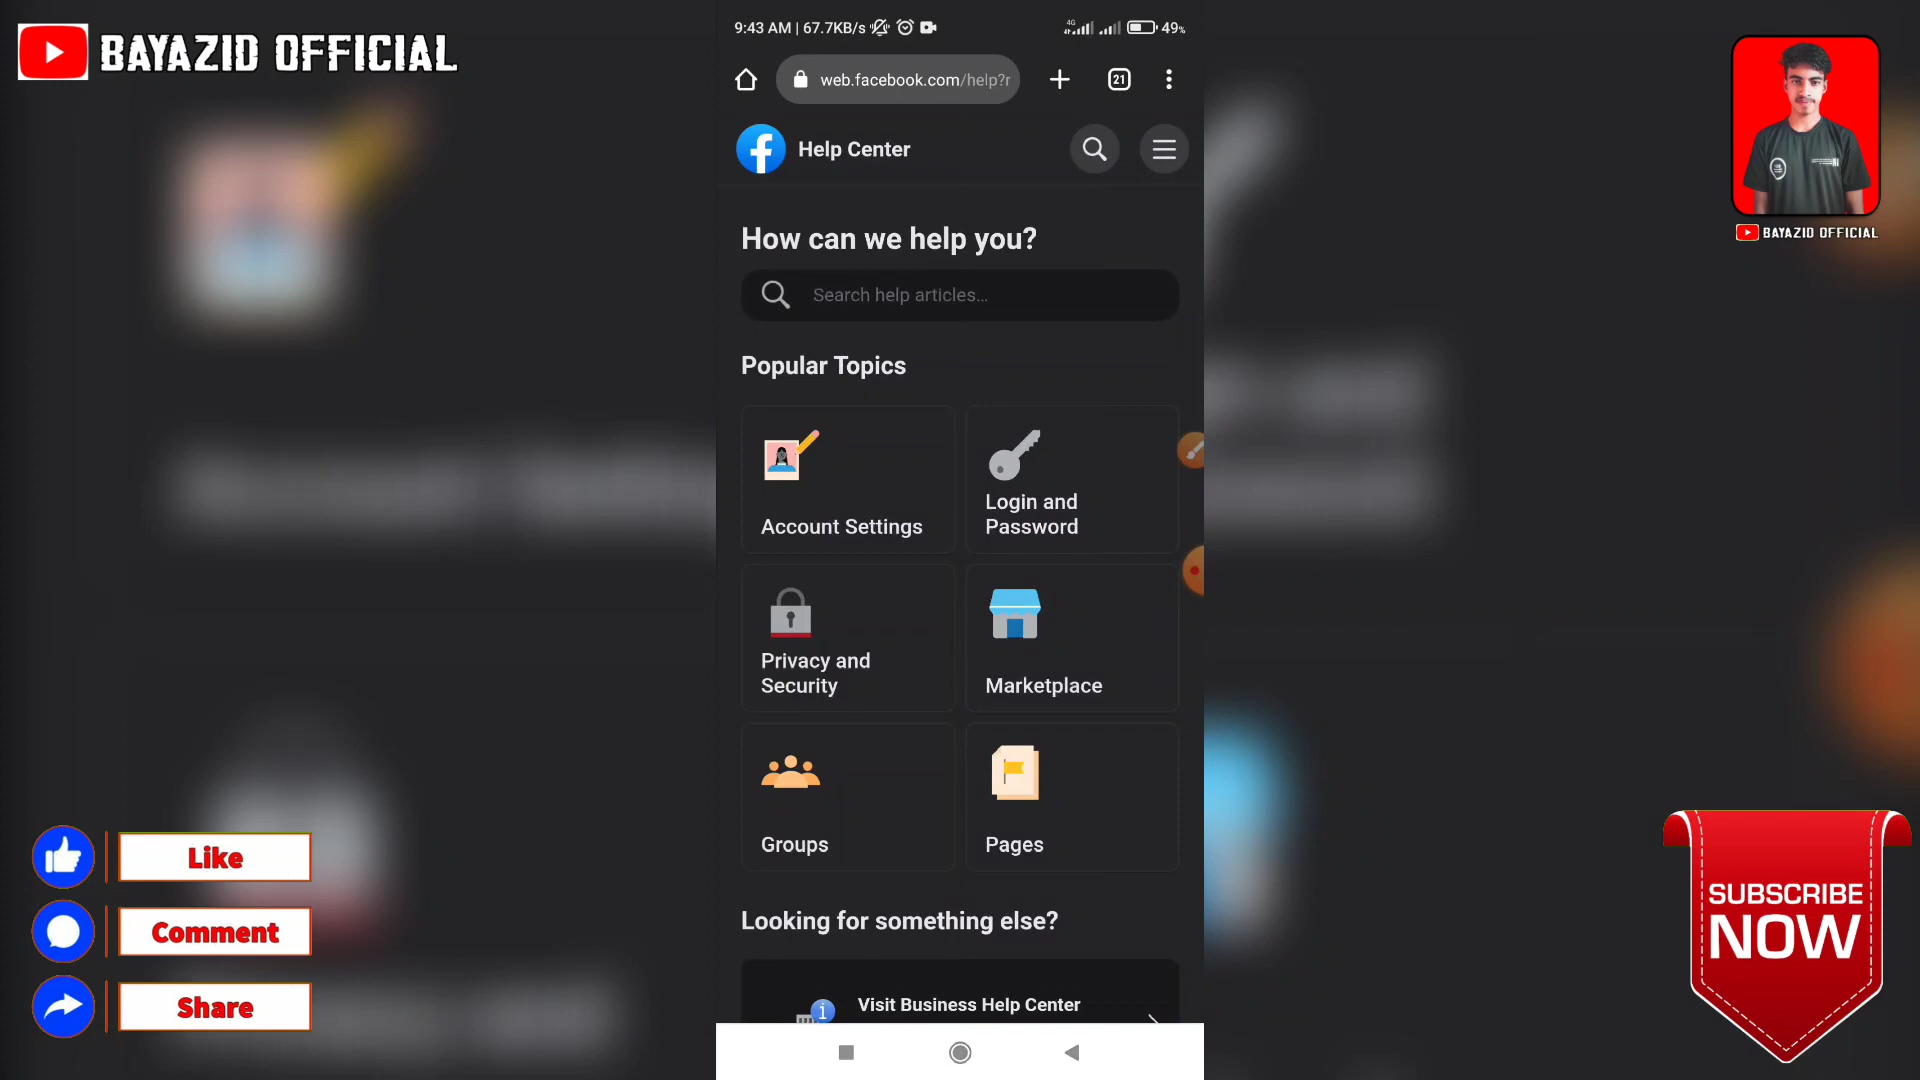 BAYAZID OFFICIAL
9:43 AM | 67.7KB/s
4G
49%
web.facebook.com/help?r
21
Help Center
How can we help you?
Search help articles...
Popular Topics
Account Settings
Login and
Password
Privacy and
Security
Marketplace
Groups
Pages
Looking for something else?
Visit Business Help Center
BAYAZID OFFICIAL
Like
Comment
Share
SUBSCRIBE
NOW